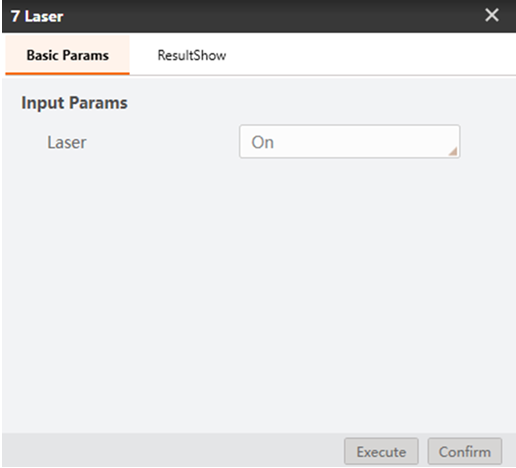 7 Laser
Basic Params ResultShow
Input Params
Laser On
Execute Confirm